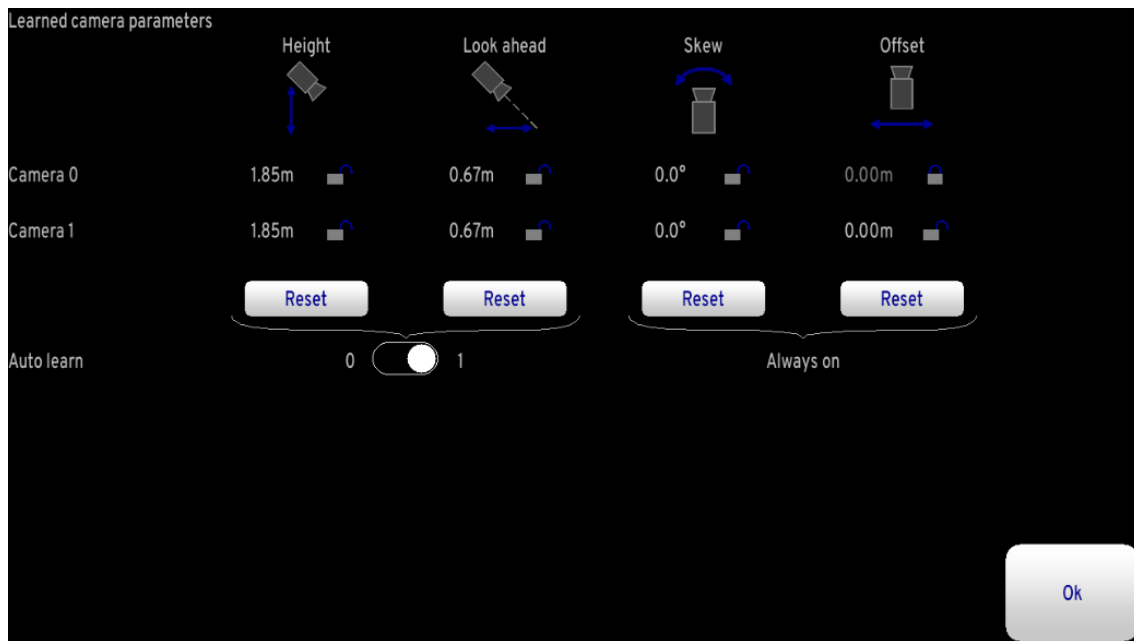 Learned camera parameters
Height Look ahead Skew Offset
Camera 0 1.85m 0.67m 0.0° 0.00m
Camera 1 1.85m 0.67m 0.0° 0.00m
Reset Reset Reset Reset
Auto learn 0 1 Always on
Ok